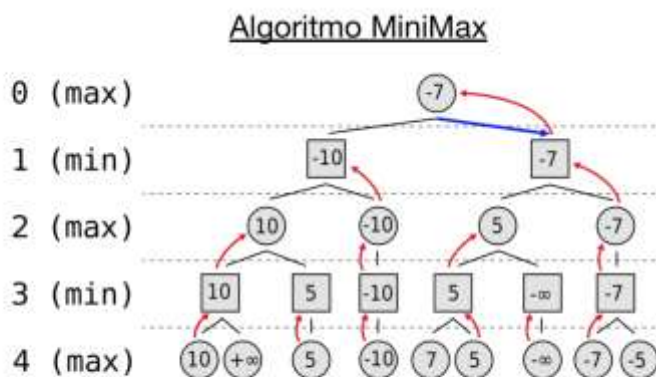 Algoritmo MiniMax
0 (max) -7
1 (min) -10 -7
2 (max) 10 -10 5 -7
3 (min) 10 5 -10 5 -∞ -7
4 (max) 10 +∞ 5 -10 7 5 -∞ -7 -5